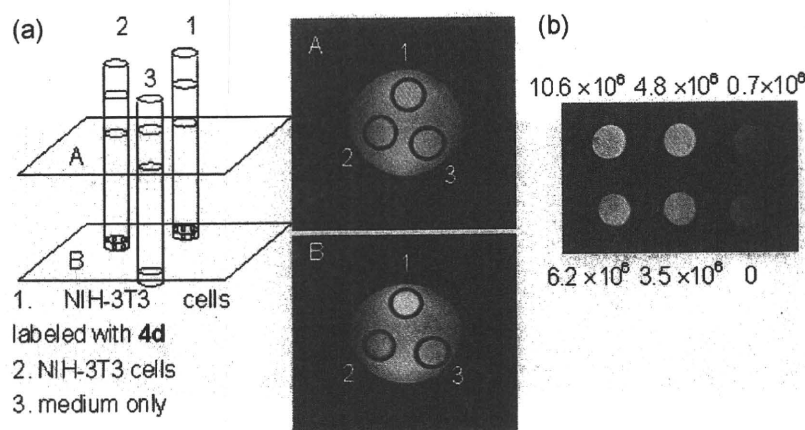 (a)
2
1
3
A
B
1. NIH-3T3 cells
labeled with 4d
2. NIH-3T3 cells
3. medium only
A
1
2
3
B
1
2
3
(b)
10.6 ×10⁶ 4.8 ×10⁶ 0.7×10⁶
6.2 ×10⁶ 3.5 ×10⁶ 0